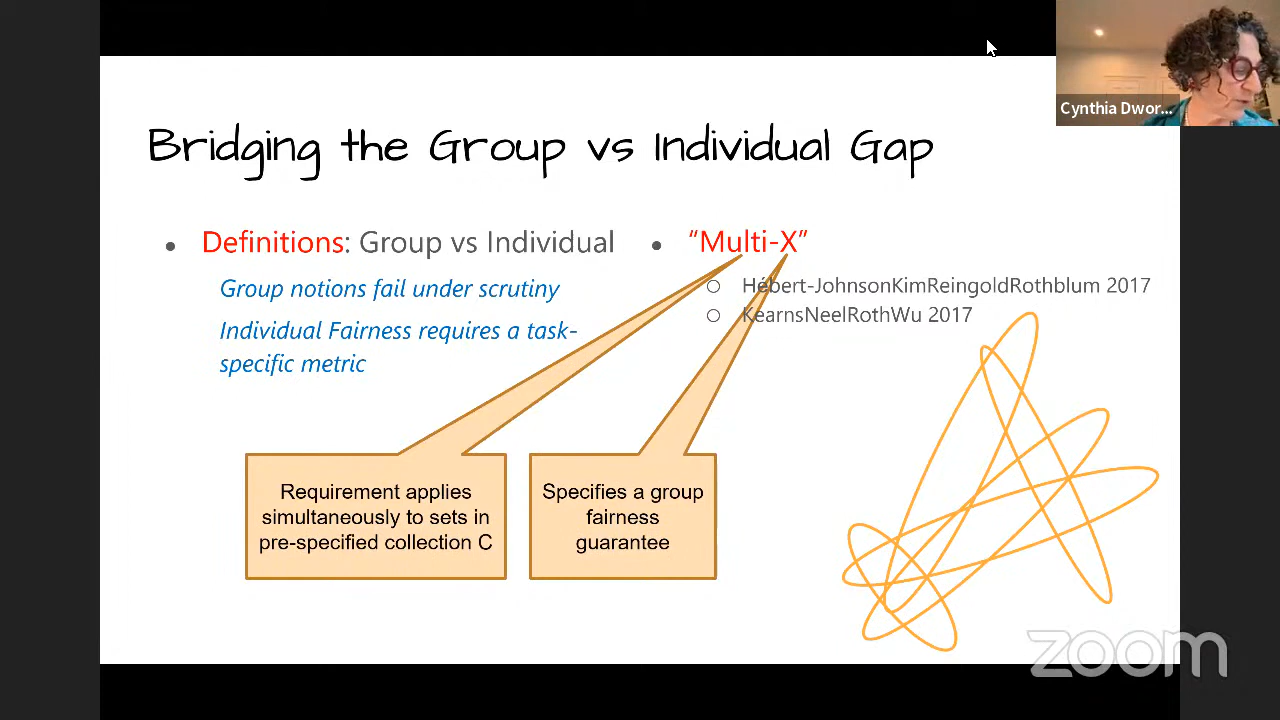 Cynthia Dwor...
Bridging the Group vs Individual Gap
Definitions: Group vs Individual
Group notions fail under scrutiny
Individual Fairness requires a task-
specific metric
"Multi-X"
Hébert-JohnsonKimReingoldRothblum 2017
KearnsNeelRothWu 2017
Requirement applies
simultaneously to sets in
pre-specified collection C
Specifies a group
fairness
guarantee
zoom